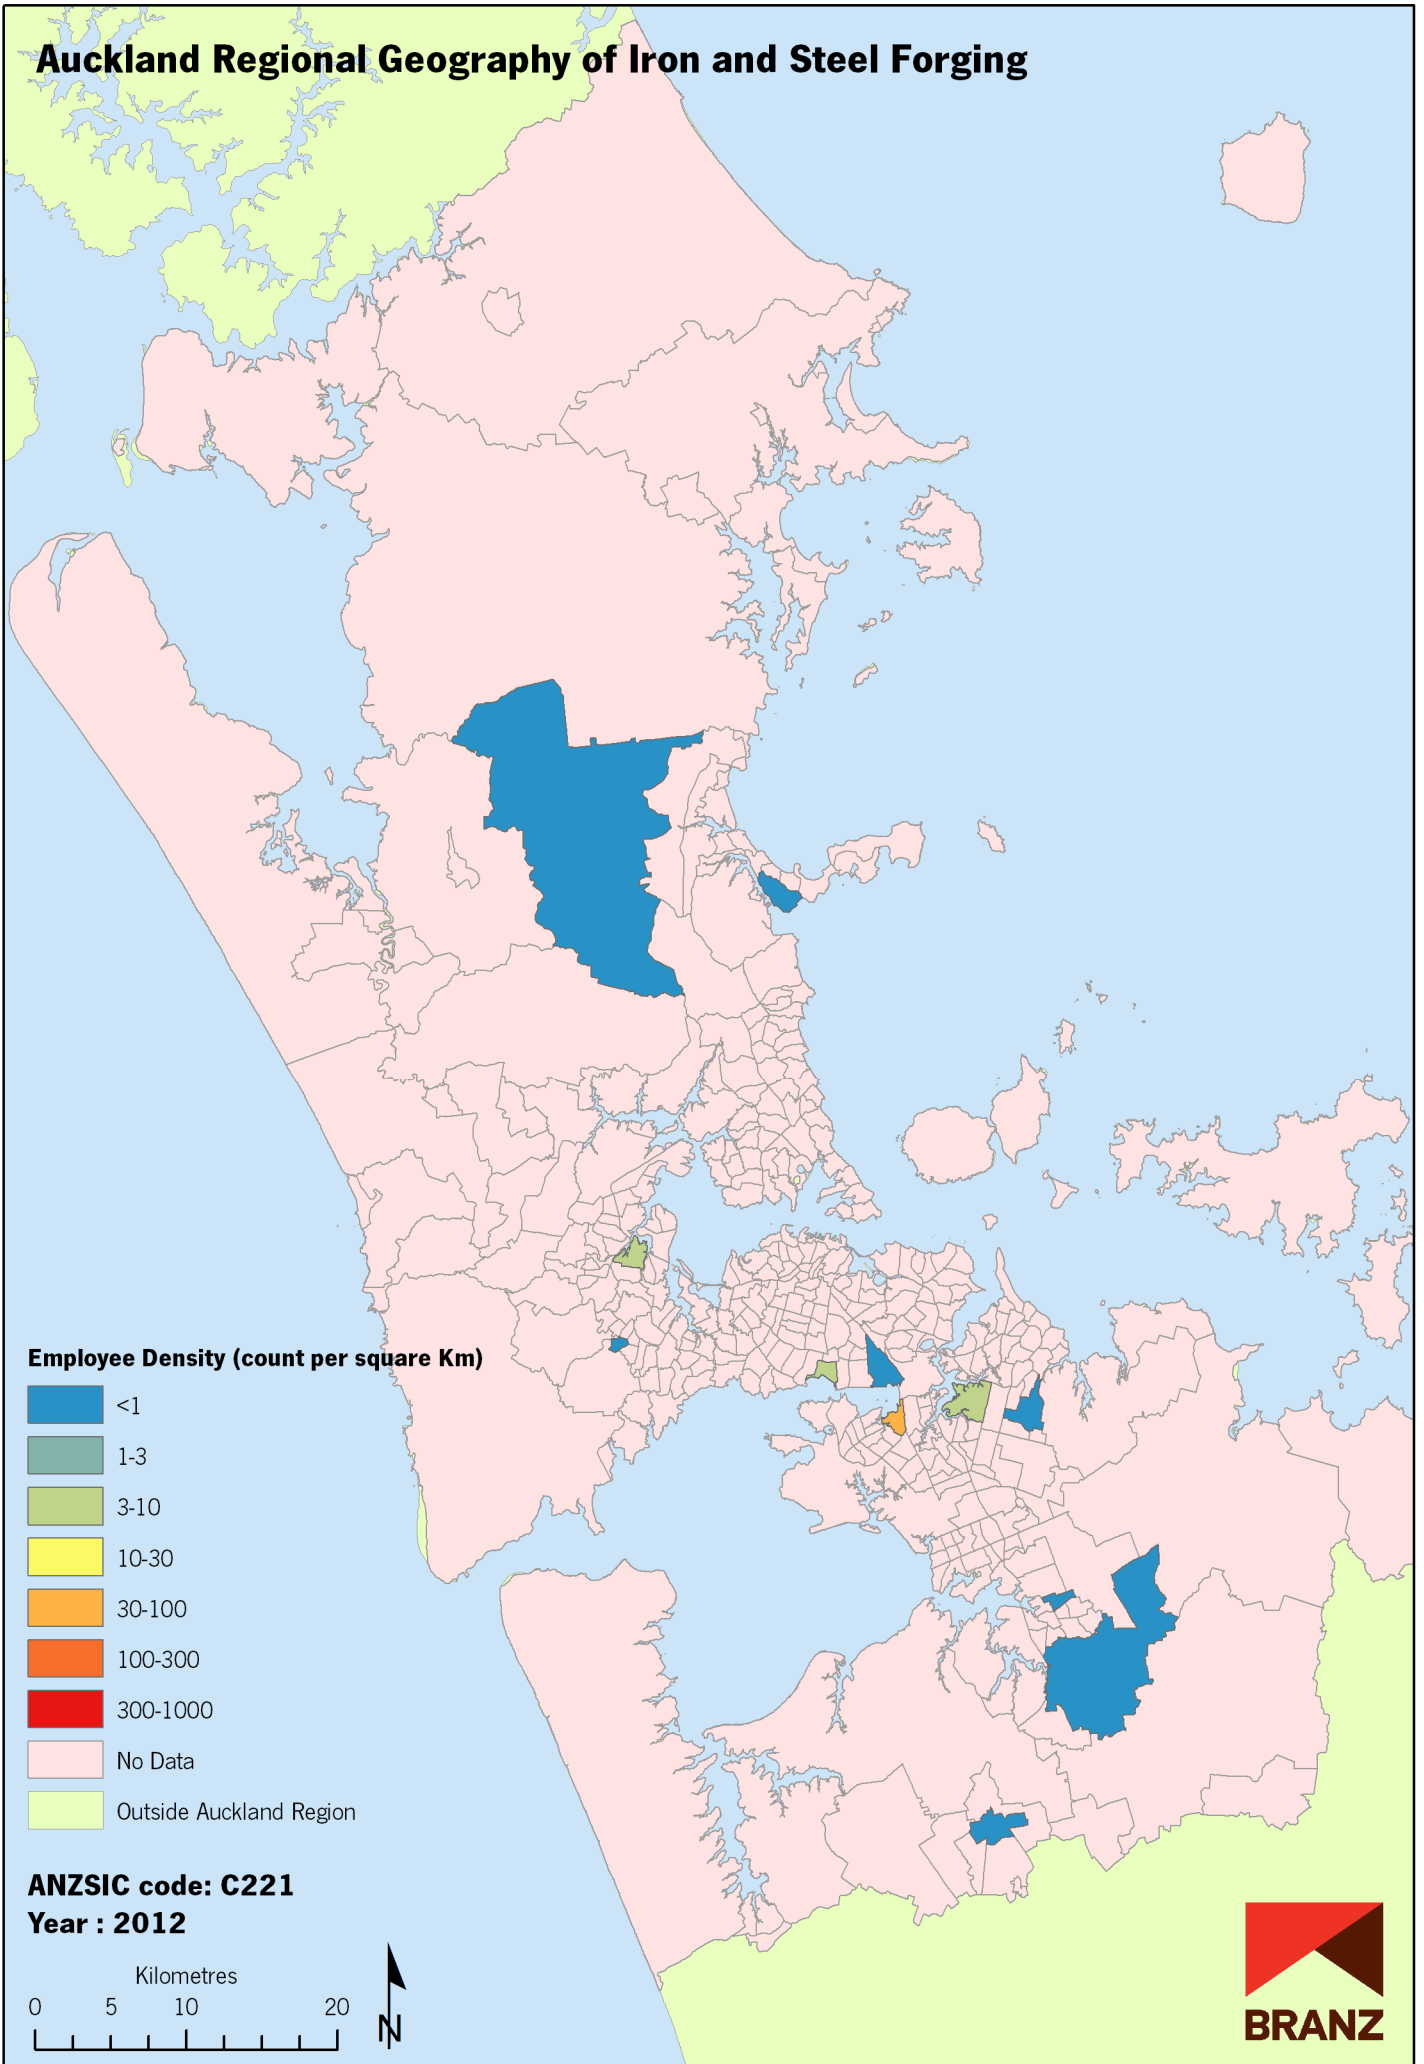 Auckland Regional Geography of Iron and Steel Forging
Employee Density (count per square Km)
<1
1-3
3-10
10-30
30-100
100-300
300-1000
No Data
Outside Auckland Region
ANZSIC code: C221
Year : 2012
Kilometres
0 5 10 20
N
BRANZ